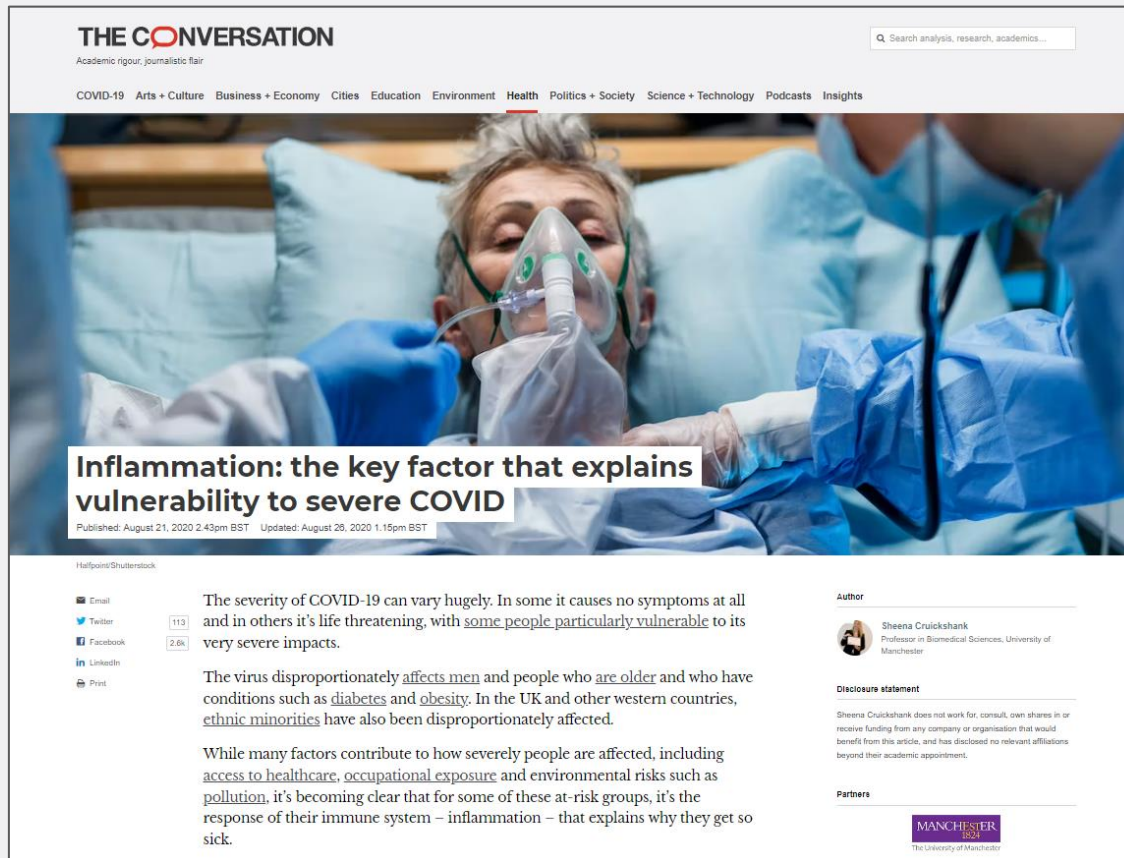 THE CONVERSATION
Academic rigour, journalistic flair
Search analysis, research, academics...
COVID-19 Arts + Culture Business + Economy Cities Education Environment Health Politics + Society Science + Technology Podcasts Insights
Inflammation: the key factor that explains
vulnerability to severe COVID
Published: August 21, 2020 2.43pm BST Updated: August 26, 2020 1.15pm BST
Halfpoint/Shutterstock
Email
Twitter 113
Facebook 2.6k
LinkedIn
Print
The severity of COVID-19 can vary hugely. In some it causes no symptoms at all
and in others it's life threatening, with some people particularly vulnerable to its
very severe impacts.
The virus disproportionately affects men and people who are older and who have
conditions such as diabetes and obesity. In the UK and other western countries,
ethnic minorities have also been disproportionately affected.
While many factors contribute to how severely people are affected, including
access to healthcare, occupational exposure and environmental risks such as
pollution, it's becoming clear that for some of these at-risk groups, it's the
response of their immune system – inflammation – that explains why they get so
sick.
Author
Sheena Cruickshank
Professor in Biomedical Sciences, University of
Manchester
Disclosure statement
Sheena Cruickshank does not work for, consult, own shares in or
receive funding from any company or organisation that would
benefit from this article, and has disclosed no relevant affiliations
beyond their academic appointment.
Partners
MANCHESTER
1824
The University of Manchester